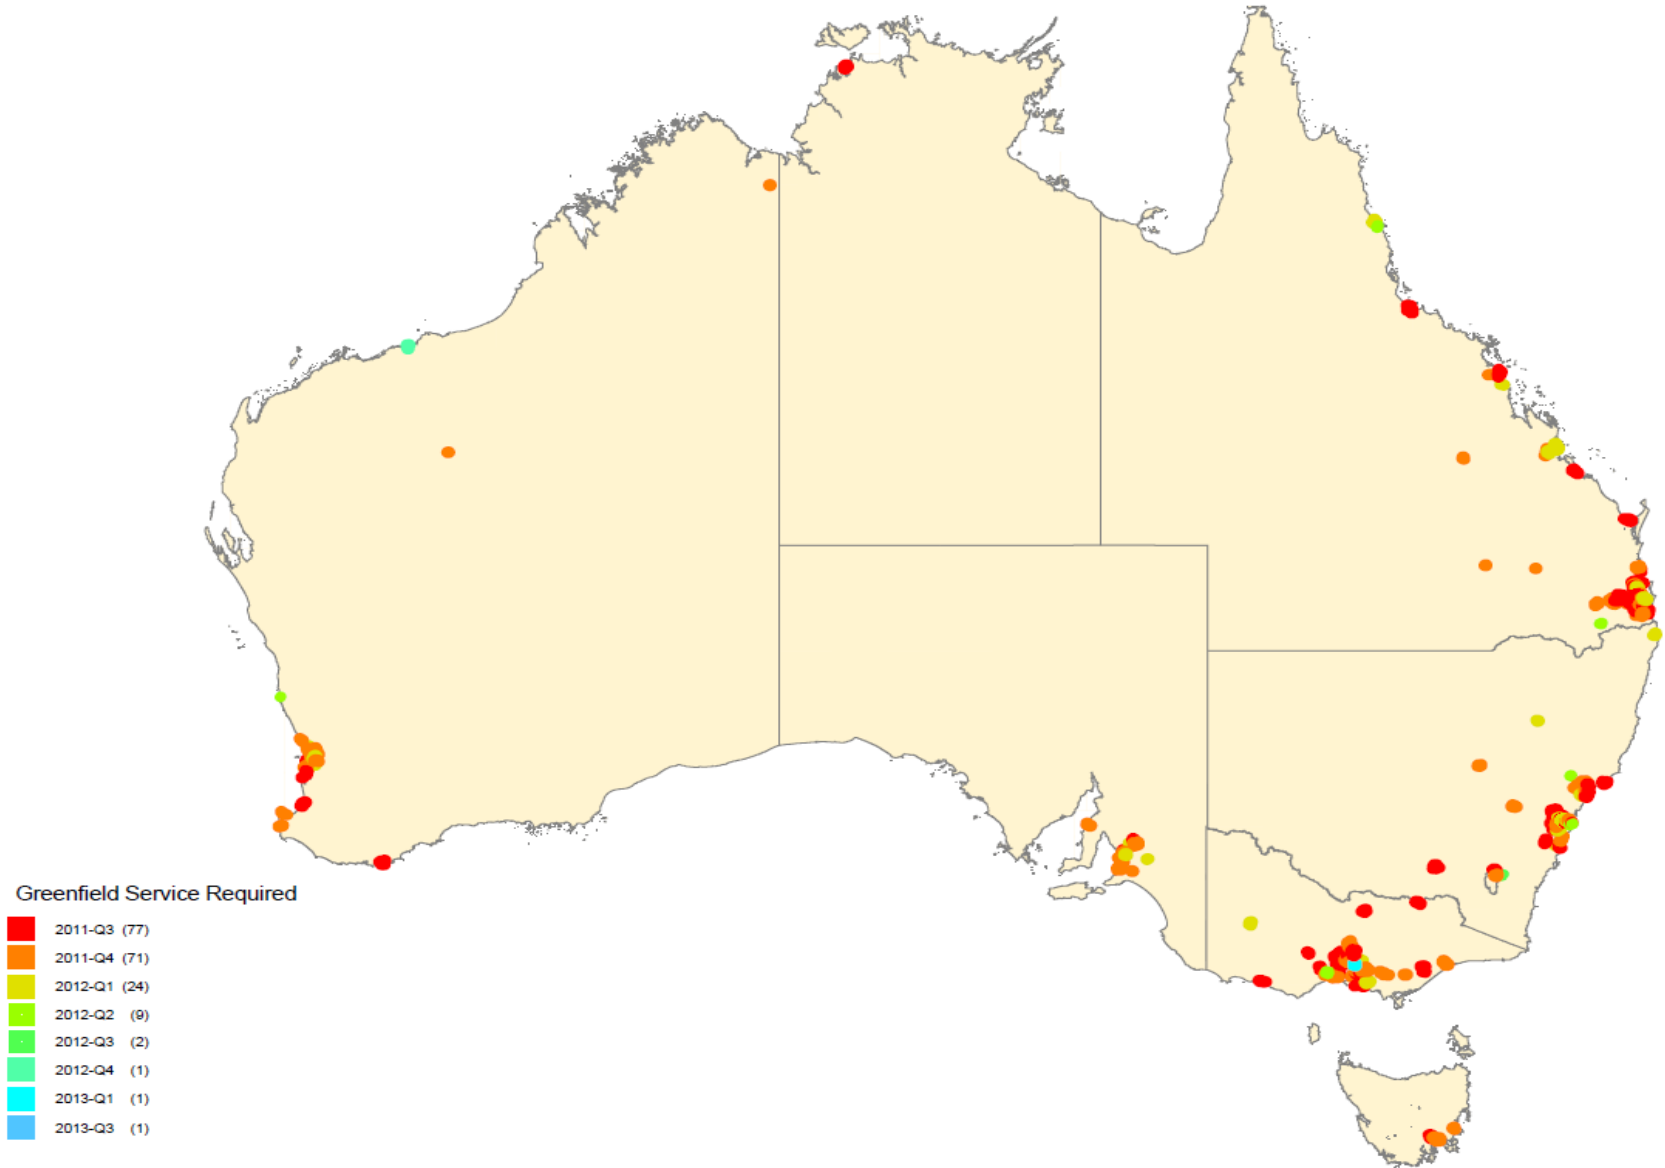 Greenfield Service Required
2011-Q3 (77)
2011-Q4 (71)
2012-Q1 (24)
2012-Q2 (9)
2012-Q3 (2)
2012-Q4 (1)
2013-Q1 (1)
2013-Q3 (1)